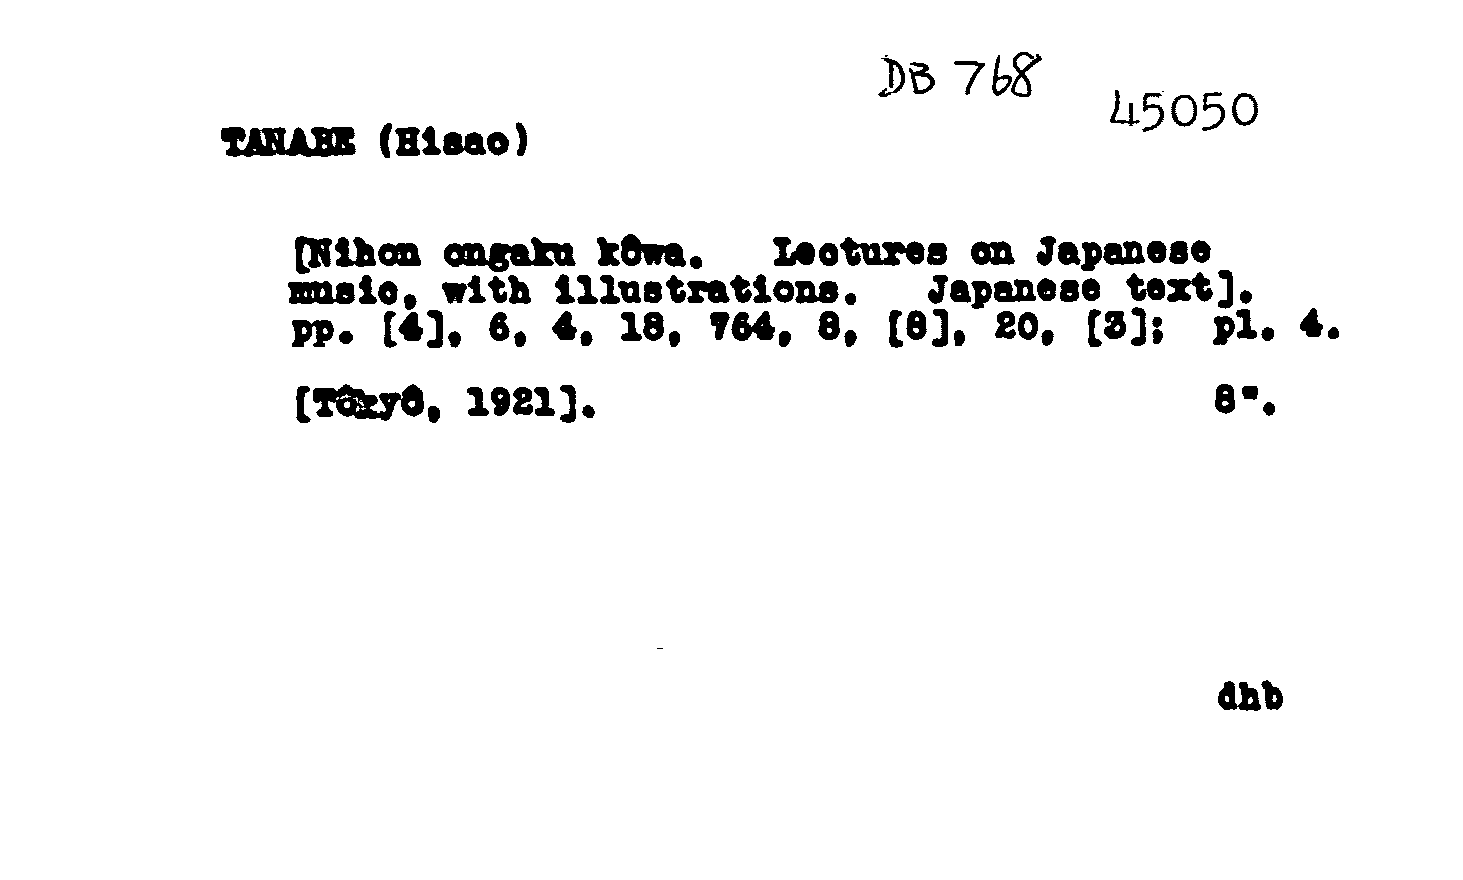 DB 768
45050
TANABE (Hisao)
[Nihon ongaku kôwa. Lectures on Japanese
music, with illustrations. Japanese text].
pp. [4], 6, 4, 18, 764, 8, [8], 20, [3]; pl. 4.
[Tôkyô, 1921]. 8".
dhb